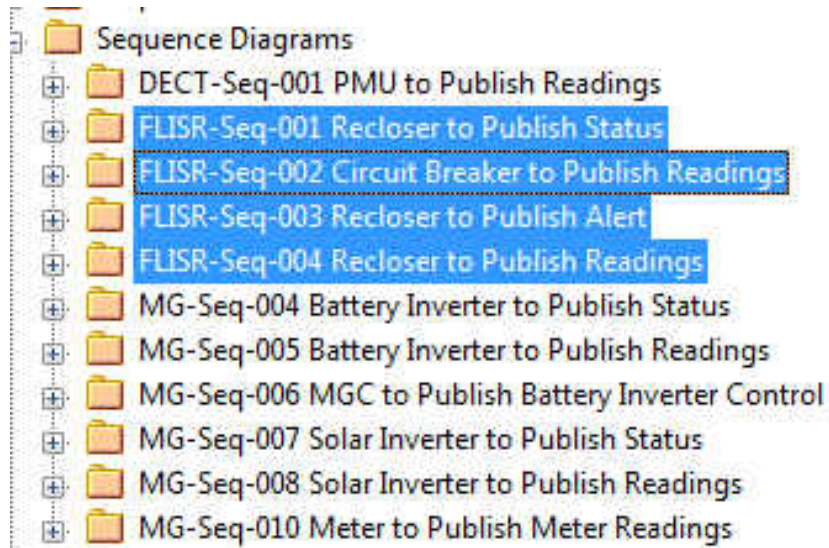 Sequence Diagrams
DECT-Seq-001 PMU to Publish Readings
FLISR-Seq-001 Recloser to Publish Status
FLISR-Seq-002 Circuit Breaker to Publish Readings
FLISR-Seq-003 Recloser to Publish Alert
FLISR-Seq-004 Recloser to Publish Readings
MG-Seq-004 Battery Inverter to Publish Status
MG-Seq-005 Battery Inverter to Publish Readings
MG-Seq-006 MGC to Publish Battery Inverter Control
MG-Seq-007 Solar Inverter to Publish Status
MG-Seq-008 Solar Inverter to Publish Readings
MG-Seq-010 Meter to Publish Meter Readings